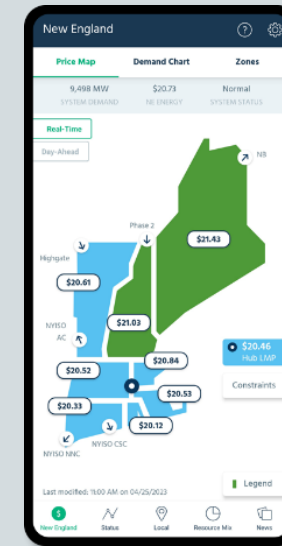 New England
Price Map Demand Chart Zones
9,498 MW $20.73 Normal
SYSTEM DEMAND NE ENERGY SYSTEM STATUS
Real-Time
Day-Ahead
NB
Phase 2
$21.43
Highgate
$20.61
NYISO
AC
$21.03
$20.46
Hub LMP
$20.84
$20.52
Constraints
$20.53
$20.33
$20.12
NYISO CSC
NYISO NNC
Legend
Last modified: 11:00 AM on 04/25/2023
New England Status Local Resource Mix News